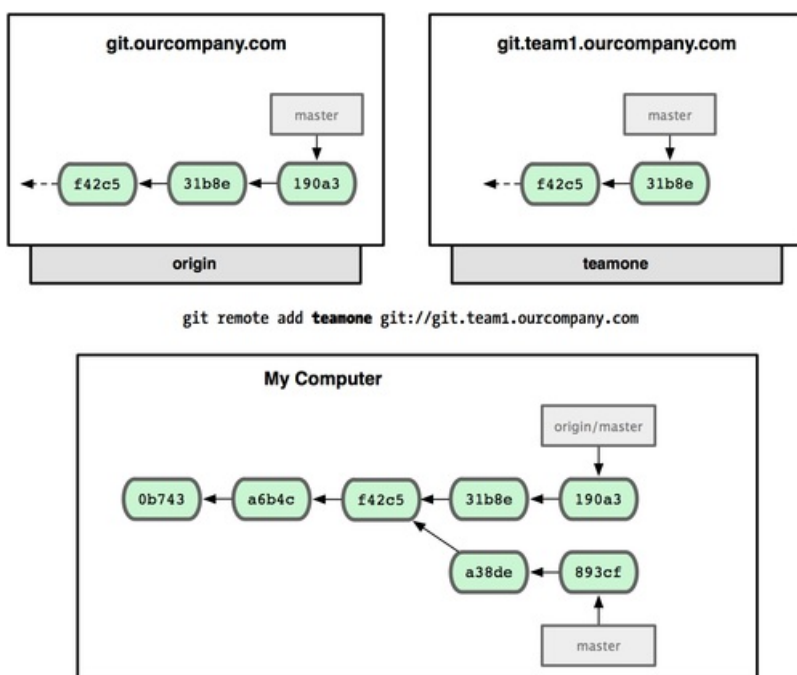 git.ourcompany.com
master
f42c5
31b8e
190a3
origin
git.team1.ourcompany.com
master
f42c5
31b8e
teamone
git remote add teamone git://git.team1.ourcompany.com
My Computer
origin/master
0b743
a6b4c
f42c5
31b8e
190a3
a38de
893cf
master